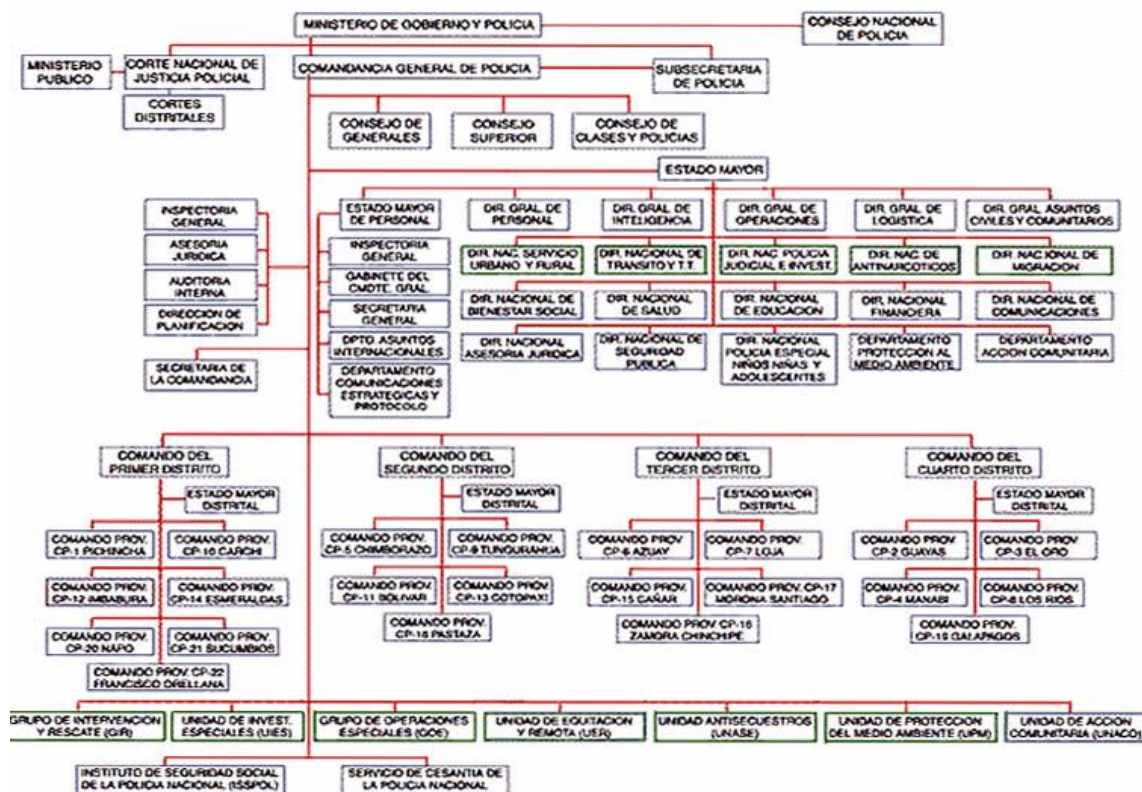 MINISTERIO DE GOBIERNO Y POLICIA
CONSEJO NACIONAL
DE POLICIA
MINISTERIO
PUBLICO
CORTE NACIONAL DE
JUSTICIA POLICIAL
COMANDANCIA GENERAL DE POLICIA
SUBSECRETARIA
DE POLICIA
CORTES
DISTRITALES
CONSEJO DE
GENERALES
CONSEJO
SUPERIOR
CONSEJO DE
CLASES Y POLICIAS
ESTADO MAYOR
INSPECTORIA
GENERAL
ASESORIA
JURIDICA
AUDITORIA
INTERNA
DIRECCION DE
PLANIFICACION
SECRETARIA DE
LA COMANDANCIA
ESTADO MAYOR
DE PERSONAL
INSPECTORIA
GENERAL
GABINETE DEL
CMDTE. GRAL.
SECRETARIA
GENERAL
DPTO. ASUNTOS
INTERNACIONALES
DEPARTAMENTO
COMUNICACIONES
ESTRATEGICAS Y
PROTOCOLO
DIR. GRAL. DE
PERSONAL
DIR. GRAL. DE
INTELIGENCIA
DIR. GRAL. DE
OPERACIONES
DIR. GRAL. DE
LOGISTICA
DIR. GRAL. ASUNTOS
CIVILES Y COMUNITARIOS
DIR. NAC. SERVICIO
URBANO Y RURAL
DIR. NACIONAL DE
TRANSITO Y T.T.
DIR. NAC. POLICIA
JUDICIAL E INVEST.
DIR. NAC. DE
ANTINARCOTICOS
DIR. NACIONAL DE
MIGRACION
DIR. NACIONAL DE
BIENESTAR SOCIAL
DIR. NACIONAL
DE SALUD
DIR. NACIONAL
DE EDUCACION
DIR. NACIONAL
FINANCIERA
DIR. NACIONAL DE
COMUNICACIONES
DIR. NACIONAL
ASESORIA JURIDICA
DIR. NACIONAL DE
SEGURIDAD
PUBLICA
DIR. NACIONAL
POLICIA ESPECIAL
NIÑOS NIÑAS Y
ADOLESCENTES
DEPARTAMENTO
PROTECCION AL
MEDIO AMBIENTE
DEPARTAMENTO
ACCION COMUNITARIA
COMANDO DEL
PRIMER DISTRITO
ESTADO MAYOR
DISTRITAL
COMANDO PROV.
CP-1 PICHINCHA
COMANDO PROV.
CP-10 CARCHI
COMANDO PROV.
CP-12 IMBABURA
COMANDO PROV.
CP-14 ESMERALDAS
COMANDO PROV.
CP-20 NAPO
COMANDO PROV.
CP-21 SUCUMBIOS
COMANDO PROV. CP-22
FRANCISCO ORELLANA
COMANDO DEL
SEGUNDO DISTRITO
ESTADO MAYOR
DISTRITAL
COMANDO PROV.
CP-5 CHIMBORAZO
COMANDO PROV.
CP-9 TUNGURAHUA
COMANDO PROV.
CP-11 BOLIVAR
COMANDO PROV.
CP-13 COTOPAXI
COMANDO PROV.
PASTAZA
COMANDO DEL
TERCER DISTRITO
ESTADO MAYOR
DISTRITAL
COMANDO PROV.
CP-6 AZUAY
COMANDO PROV.
CP-7 LOJA
COMANDO PROV.
CP-15 CAÑAR
COMANDO PROV. CP-17
MORONA SANTIAGO
COMANDO PROV.
ZAMORA CHINCHIPE
COMANDO DEL
CUARTO DISTRITO
ESTADO MAYOR
DISTRITAL
COMANDO PROV.
CP-2 GUAYAS
COMANDO PROV.
CP-3 EL ORO
COMANDO PROV.
CP-4 MANABI
COMANDO PROV.
CP-8 LOS RIOS
COMANDO PROV.
GALAPAGOS
GRUPO DE INTERVENCION
Y RESCATE (GIR)
UNIDAD DE INVEST.
ESPECIALES (UIES)
GRUPO DE OPERACIONES
ESPECIALES (GOE)
UNIDAD DE EQUITACION
Y REMOTA (UER)
UNIDAD ANTISECUESTROS
(UNASE)
UNIDAD DE PROTECCION
DEL MEDIO AMBIENTE (UPM)
UNIDAD DE ACCION
COMUNITARIA (UNACO)
INSTITUTO DE SEGURIDAD SOCIAL
DE LA POLICIA NACIONAL (ISSPOL)
SERVICIO DE CESANTIA DE
LA POLICIA NACIONAL